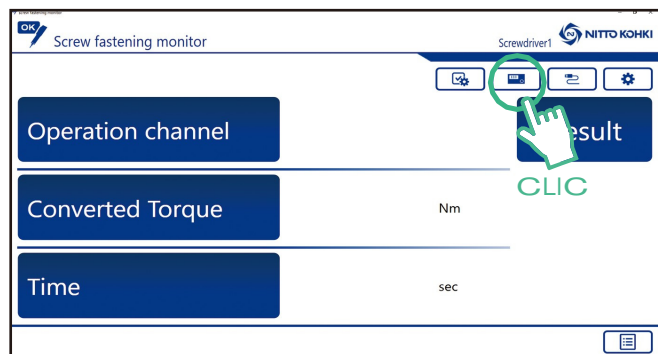 Screw fastening monitor
OK
Screw fastening monitor
Screwdriver1
NITTO KOHKI
Operation channel
esult
CLIC
Converted Torque
Nm
Time
sec